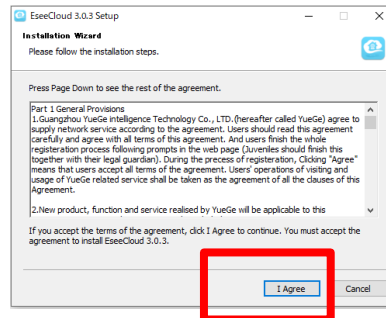 EseeCloud 3.0.3 Setup
Installation Wizard
Please follow the installation steps.
Press Page Down to see the rest of the agreement.
Part 1 General Provisions
1.Guangzhou YueGe intelligence Technology Co., LTD.(hereafter called YueGe) agree to
supply network service according to the agreement. Users should read this agreement
carefully and agree with all terms of this agreement. And users finish the whole
registration process following prompts in the web page (Juveniles should finish this
together with their legal guardian). During the precess of registration, Clicking "Agree"
means that users accept all terms of the agreement. Users' operations of visiting and
usage of YueGe related service shall be taken as the agreement of all the clauses of this
Agreement.
2.New product, function and service realised by YueGe will be applicable to this
If you accept the terms of the agreement, click I Agree to continue. You must accept the
agreement to install EseeCloud 3.0.3.
I Agree
Cancel